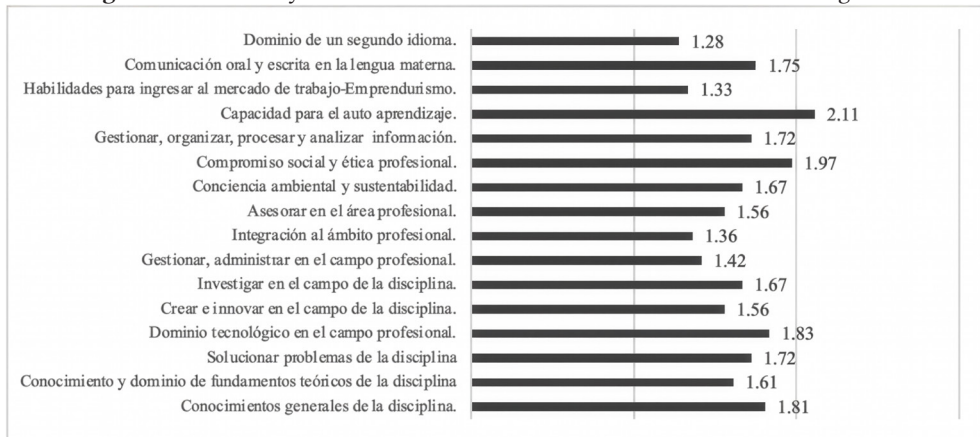 Dominio de un segundo idioma. 1.28
Comunicación oral y escrita en la lengua materna. 1.75
Habilidades para ingresar al mercado de trabajo-Emprendurismo. 1.33
Capacidad para el auto aprendizaje. 2.11
Gestionar, organizar, procesar y analizar información. 1.72
Compromiso social y ética profesional. 1.97
Conciencia ambiental y sustentabilidad. 1.67
Asesorar en el área profesional. 1.56
Integración al ámbito profesional. 1.36
Gestionar, administrar en el campo profesional. 1.42
Investigar en el campo de la disciplina. 1.67
Crear e innovar en el campo de la disciplina. 1.56
Dominio tecnológico en el campo profesional. 1.83
Solucionar problemas de la disciplina 1.72
Conocimiento y dominio de fundamentos teóricos de la disciplina 1.61
Conocimientos generales de la disciplina. 1.81